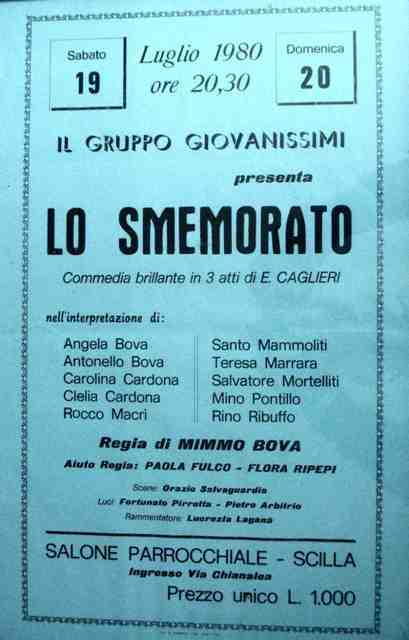 Sabato
19
Luglio 1980
ore 20,30
Domenica
20
IL GRUPPO GIOVANISSIMI
presenta
LO SMEMORATO
Commedia brillante in 3 atti di E. CAGLIERI
nell'interpretazione di:
Angela Bova
Antonello Bova
Carolina Cardona
Clelia Cardona
Rocco Macrì
Santo Mammoliti
Teresa Marrara
Salvatore Mortelliti
Mino Pontillo
Rino Ribuffo
Regia di MIMMO BOVA
Aiuto Regia: PAOLA FULCO - FLORA RIPEPI
Scene: Orazio Salvaguardia
Luci: Fortunato Pirrotta - Pietro Arbitrio
Rammentatore: Lucrezia Laganà
SALONE PARROCCHIALE - SCILLA
Ingresso Via Chianalea
Prezzo unico L. 1.000